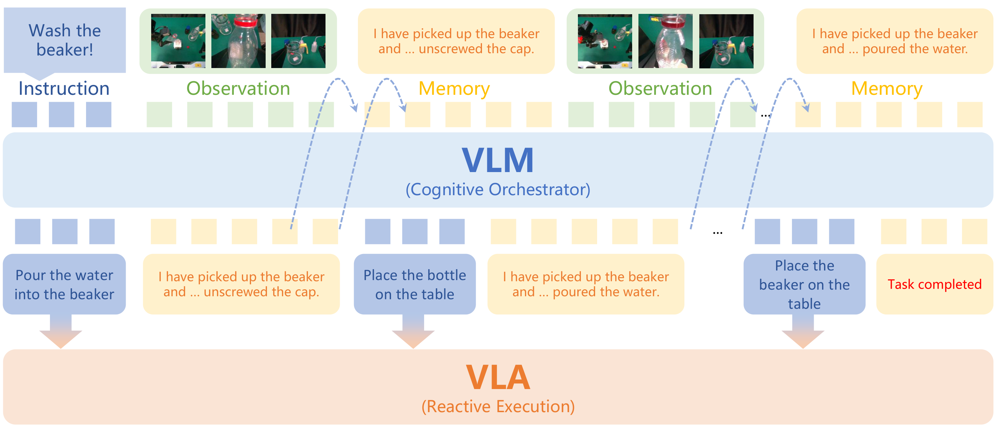 Wash the
beaker!
I have picked up the beaker
and ... unscrewed the cap.
I have picked up the beaker
and ... poured the water.
Instruction
Observation
Memory
Observation
Memory
...
VLM
(Cognitive Orchestrator)
...
Pour the water
into the beaker
I have picked up the beaker
and ... unscrewed the cap.
Place the bottle
on the table
I have picked up the beaker
and ... poured the water.
Place the
beaker on the
table
Task completed
VLA
(Reactive Execution)